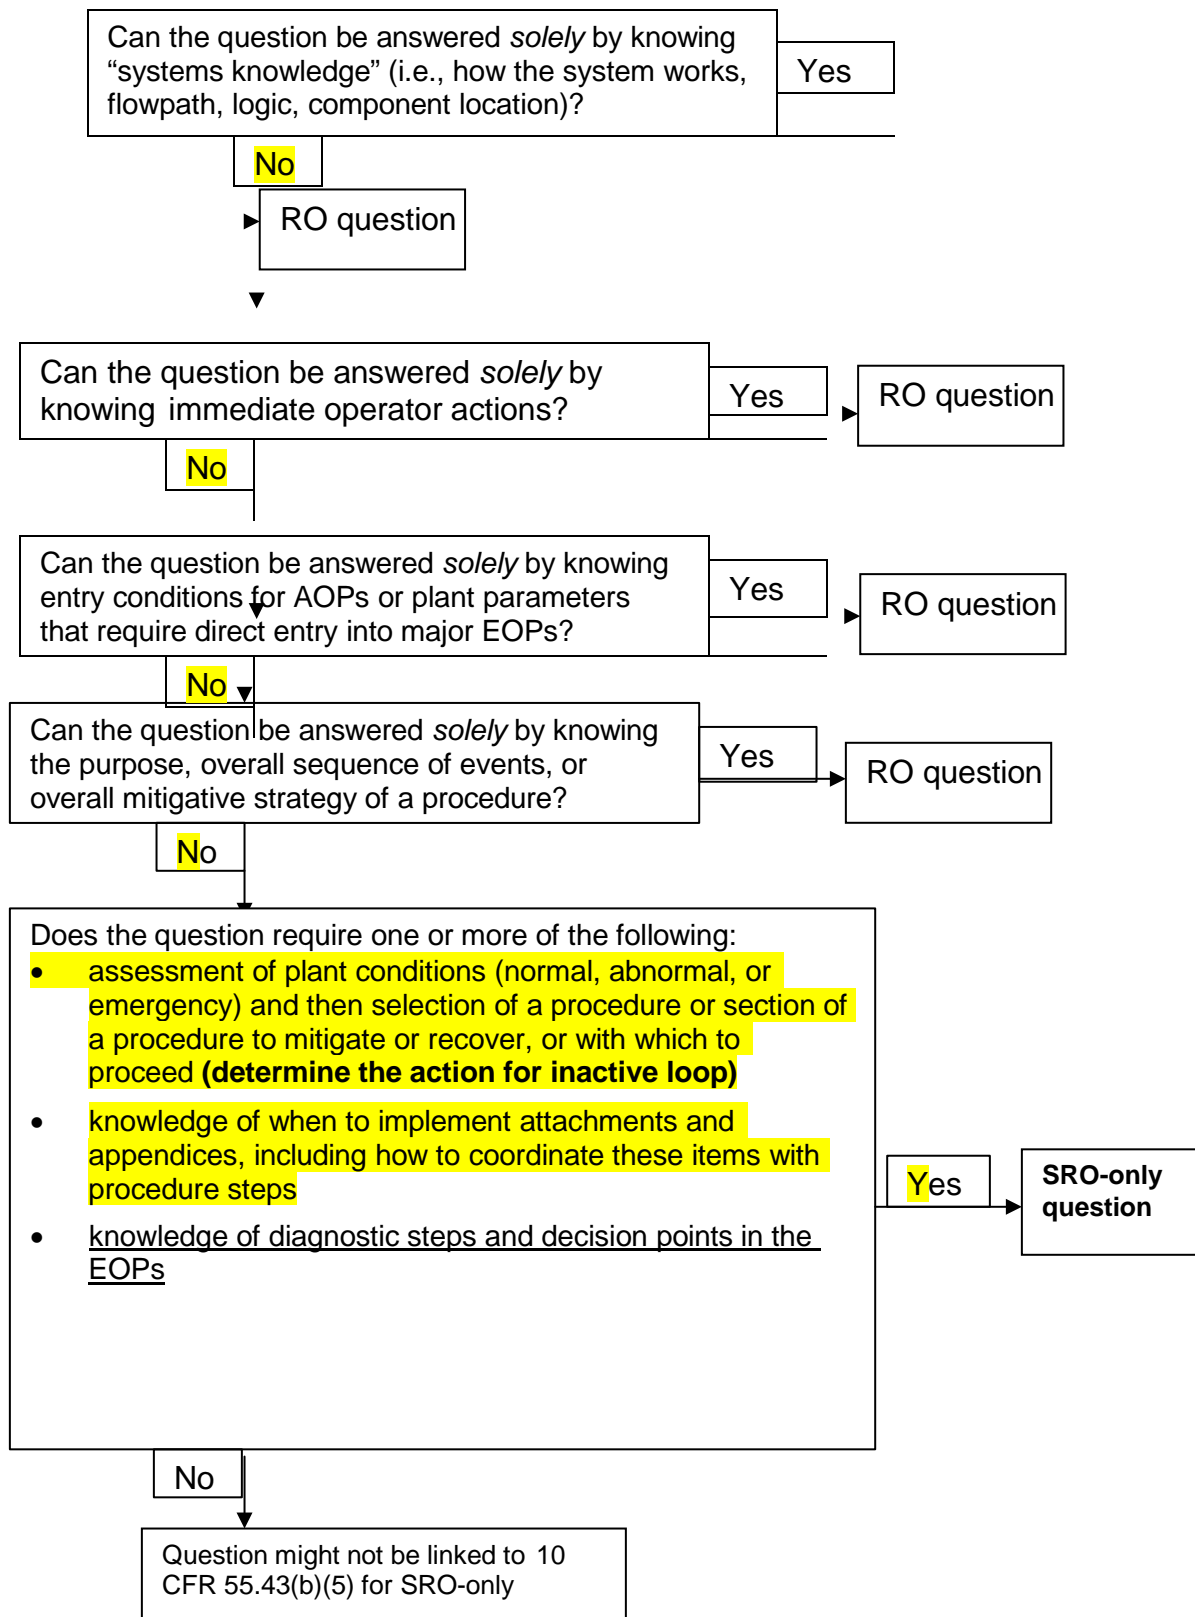 Can the question be answered solely by knowing
“systems knowledge” (i.e., how the system works,
flowpath, logic, component location)?
Yes
No
RO question
Can the question be answered solely by
knowing immediate operator actions?
Yes
RO question
No
Can the question be answered solely by knowing
entry conditions for AOPs or plant parameters
that require direct entry into major EOPs?
Yes
RO question
No
Can the question be answered solely by knowing
the purpose, overall sequence of events, or
overall mitigative strategy of a procedure?
Yes
RO question
No
Does the question require one or more of the following:
• assessment of plant conditions (normal, abnormal, or
emergency) and then selection of a procedure or section of
a procedure to mitigate or recover, or with which to
proceed (determine the action for inactive loop)
• knowledge of when to implement attachments and
appendices, including how to coordinate these items with
procedure steps
• knowledge of diagnostic steps and decision points in the
EOPs
Yes
SRO-only
question
No
Question might not be linked to 10
CFR 55.43(b)(5) for SRO-only